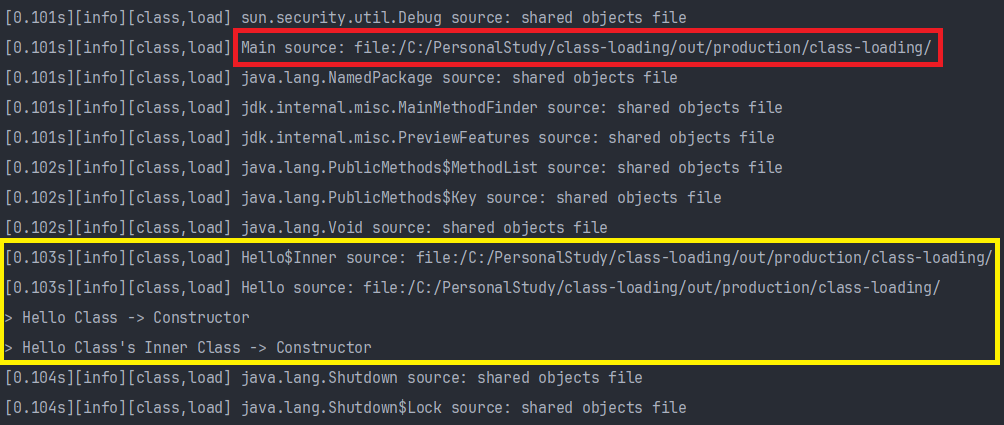 [0.101s][info][class,load] sun.security.util.Debug source: shared objects file
[0.101s][info][class,load] Main source: file:/C:/PersonalStudy/class-loading/out/production/class-loading/
[0.101s][info][class,load] java.lang.NamedPackage source: shared objects file
[0.101s][info][class,load] jdk.internal.misc.MainMethodFinder source: shared objects file
[0.101s][info][class,load] jdk.internal.misc.PreviewFeatures source: shared objects file
[0.102s][info][class,load] java.lang.PublicMethods$MethodList source: shared objects file
[0.102s][info][class,load] java.lang.PublicMethods$Key source: shared objects file
[0.102s][info][class,load] java.lang.Void source: shared objects file
[0.103s][info][class,load] Hello$Inner source: file:/C:/PersonalStudy/class-loading/out/production/class-loading/
[0.103s][info][class,load] Hello source: file:/C:/PersonalStudy/class-loading/out/production/class-loading/
> Hello Class -> Constructor
> Hello Class's Inner Class -> Constructor
[0.104s][info][class,load] java.lang.Shutdown source: shared objects file
[0.104s][info][class,load] java.lang.Shutdown$Lock source: shared objects file